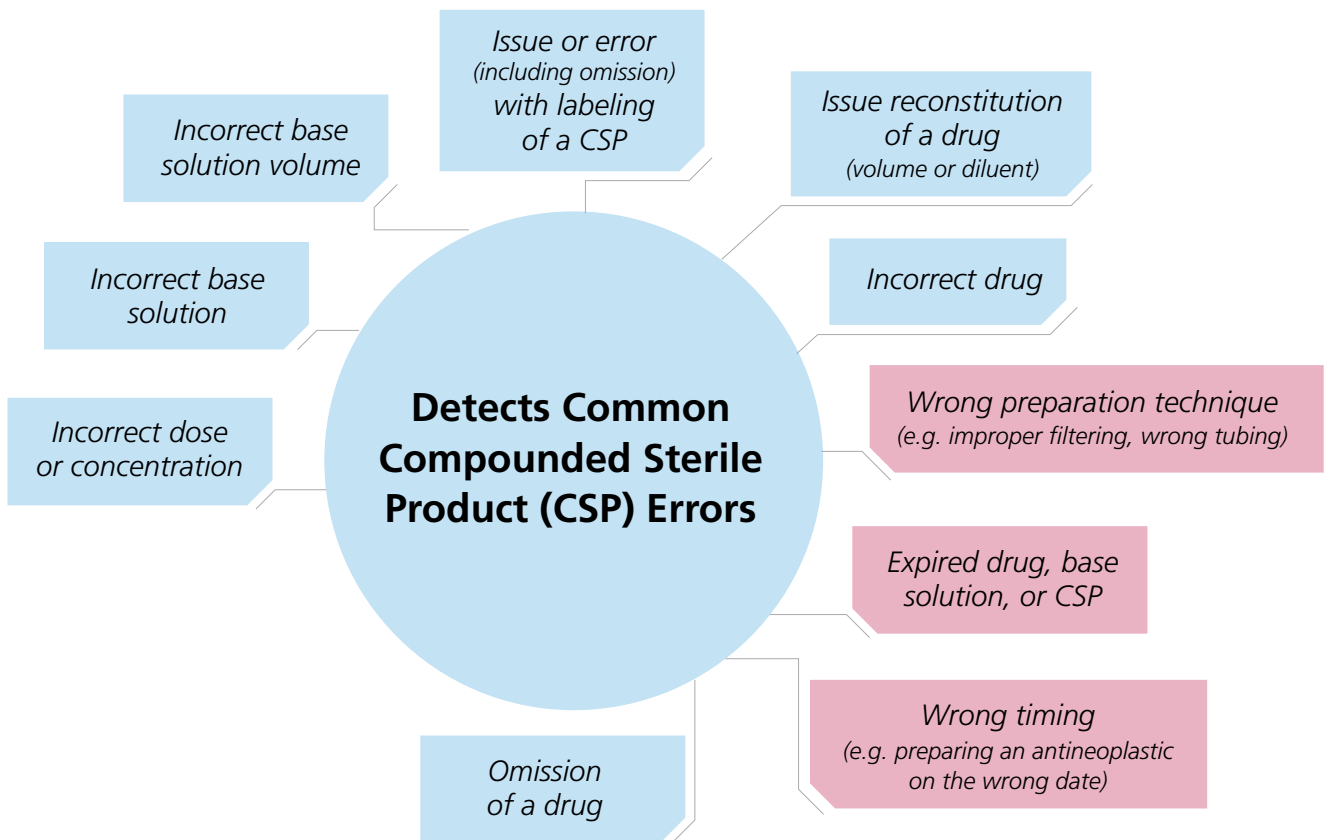 Issue or error
(including omission)
with labeling
of a CSP
Incorrect base
solution volume
Issue reconstitution
of a drug
(volume or diluent)
Incorrect base
solution
Incorrect drug
Detects Common
Compounded Sterile
Product (CSP) Errors
Incorrect dose
or concentration
Wrong preparation technique
(e.g. improper filtering, wrong tubing)
Expired drug, base
solution, or CSP
Wrong timing
(e.g. preparing an antineoplastic
on the wrong date)
Omission
of a drug